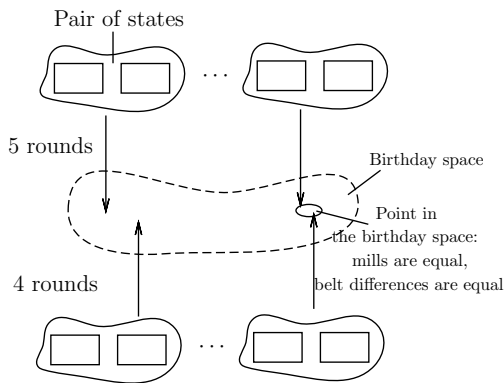 Pair of states
. . .
5 rounds
Birthday space
Point in
the birthday space:
mills are equal,
belt differences are equal
4 rounds
. . .